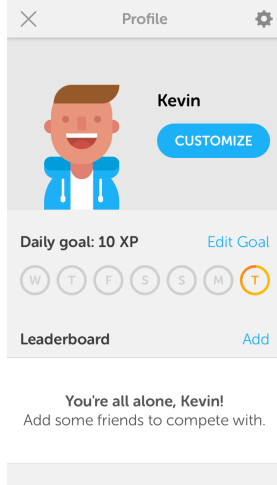 Profile
Kevin
CUSTOMIZE
Daily goal: 10 XP Edit Goal
W T F S S M T
Leaderboard Add
You're all alone, Kevin!
Add some friends to compete with.